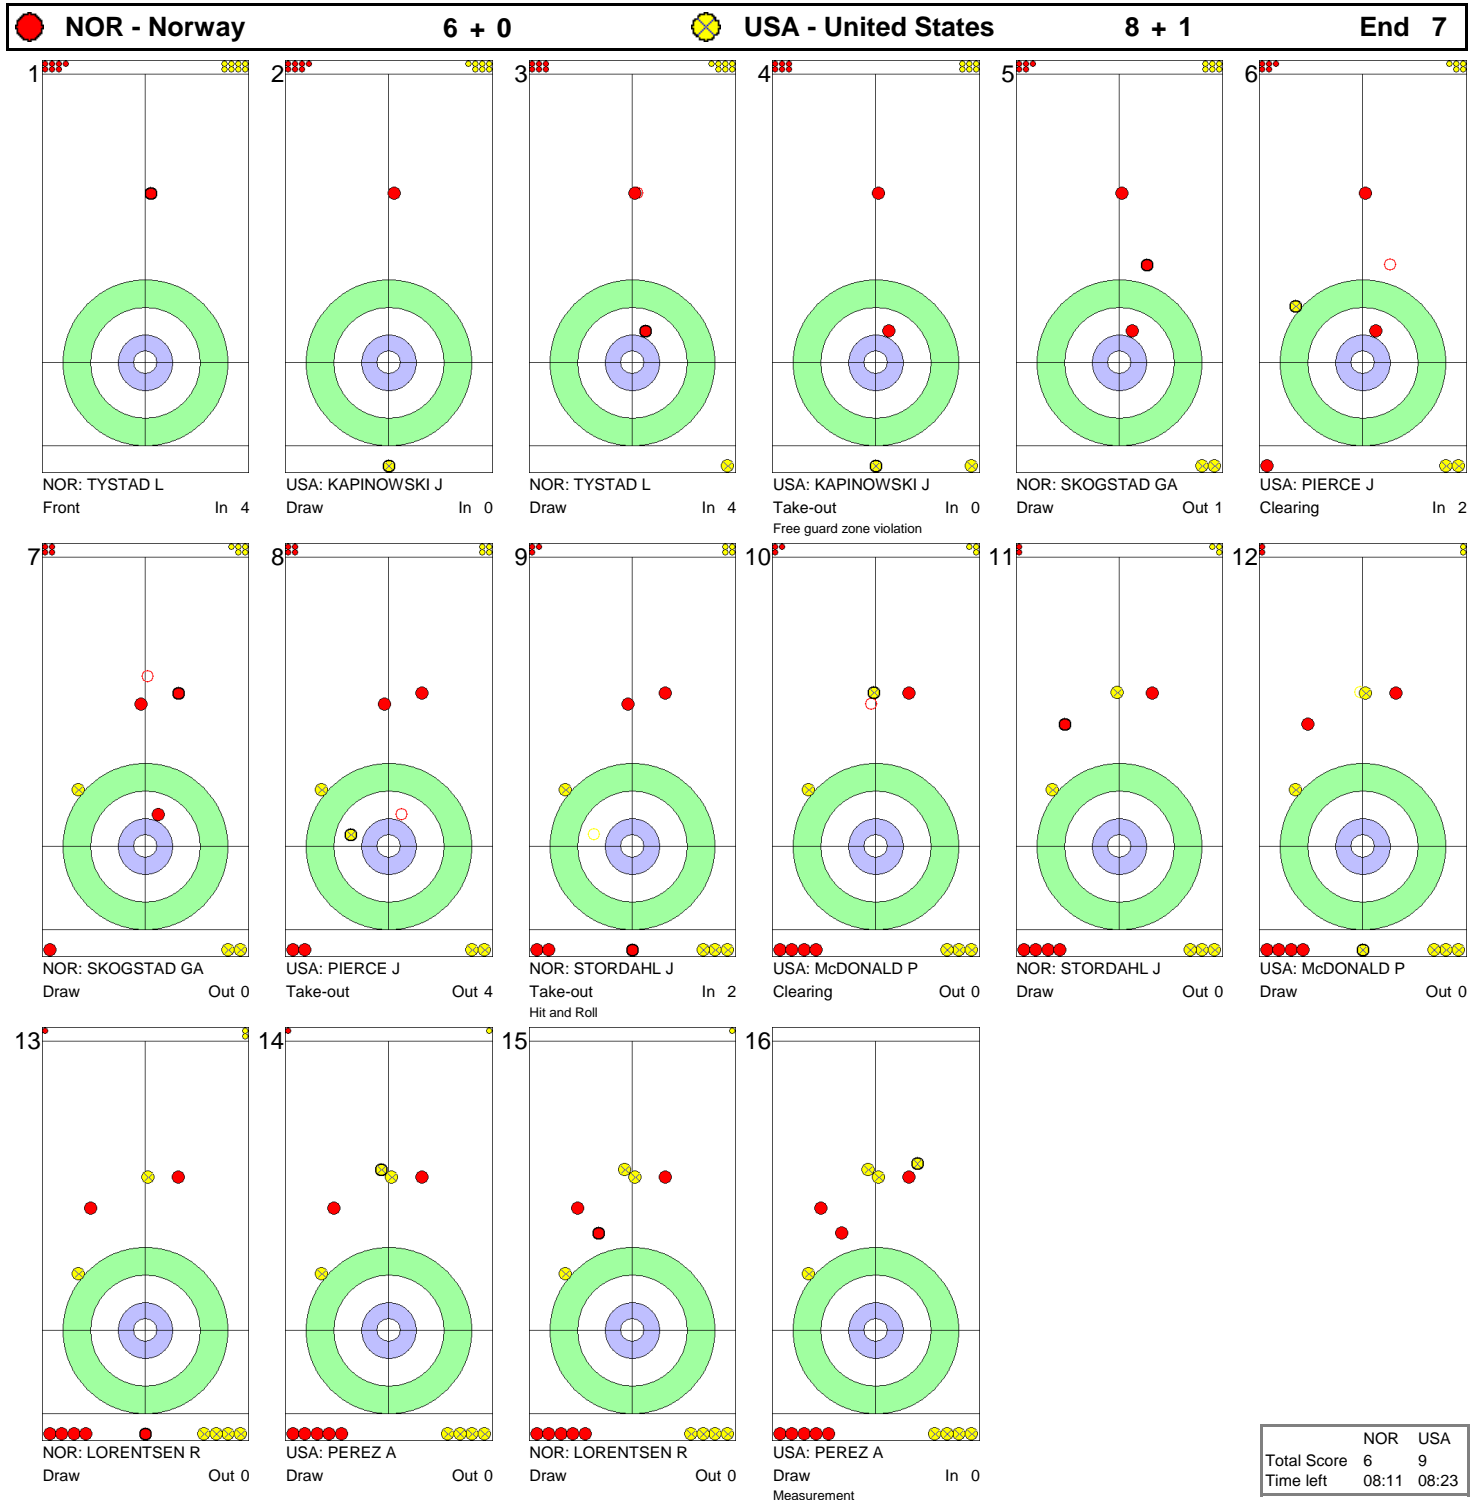 NOR - Norway 6 + 0 USA - United States 8 + 1 End 7
1 2 3 4 5 6
NOR: TYSTAD L USA: KAPINOWSKI J NOR: TYSTAD L USA: KAPINOWSKI J NOR: SKOGSTAD GA USA: PIERCE J
Front In 4 Draw In 0 Draw In 4 Take-out In 0 Draw Out 1 Clearing In 2
Free guard zone violation
7 8 9 10 11 12
NOR: SKOGSTAD GA USA: PIERCE J NOR: STORDAHL J USA: McDONALD P NOR: STORDAHL J USA: McDONALD P
Draw Out 0 Take-out Out 4 Take-out In 2 Clearing Out 0 Draw Out 0 Draw Out 0
Hit and Roll
13 14 15 16
NOR: LORENTSEN R USA: PEREZ A NOR: LORENTSEN R USA: PEREZ A
Draw Out 0 Draw Out 0 Draw Out 0 Draw In 0
Measurement
NOR USA
Total Score 6 9
Time left 08:11 08:23